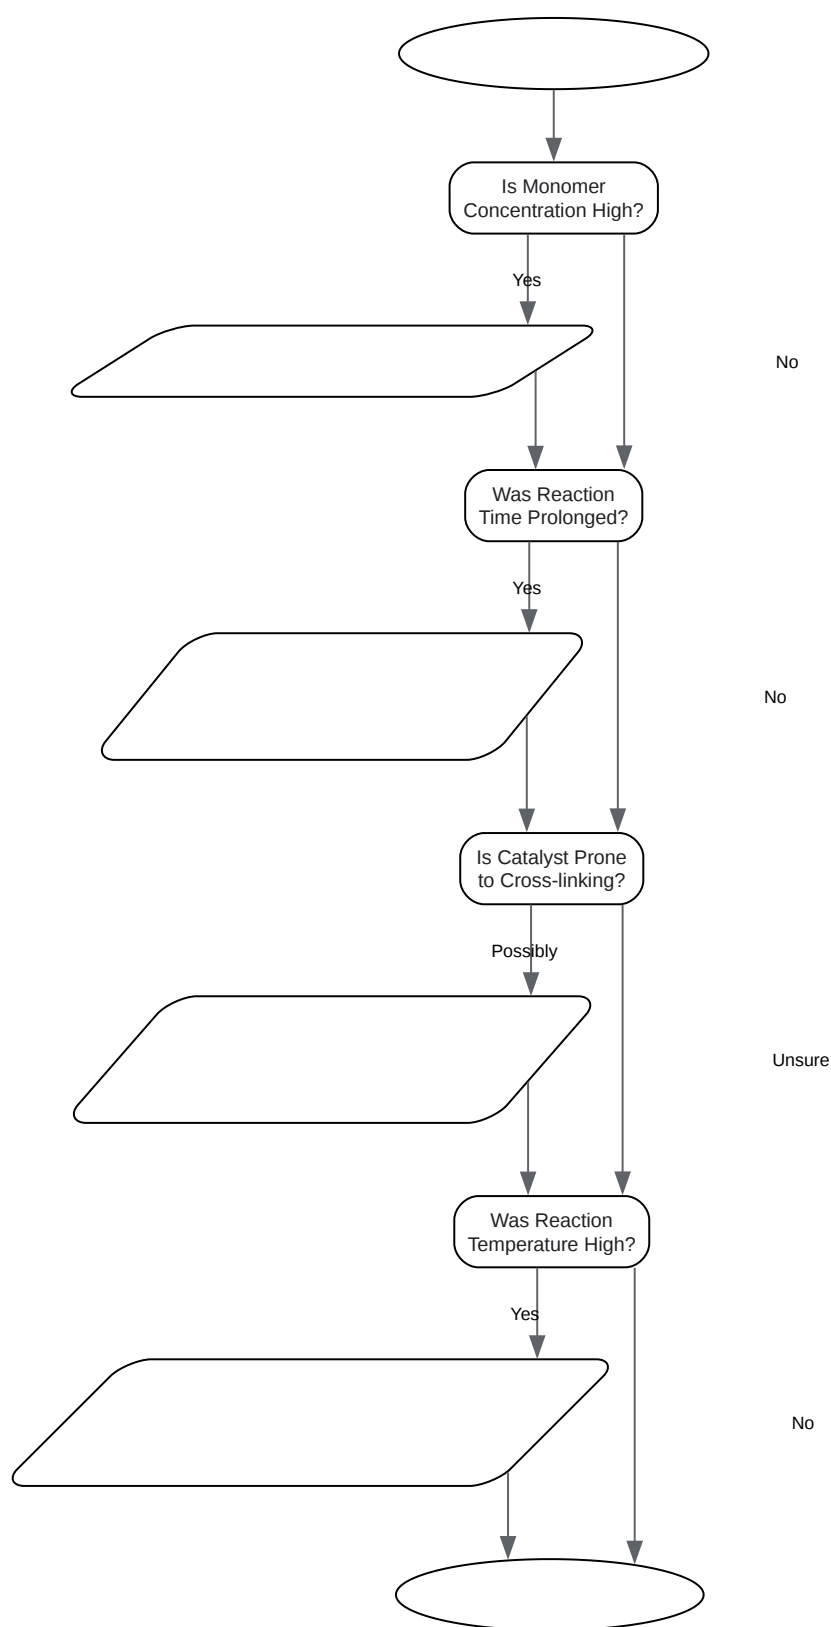 Is Monomer
Concentration High?
Yes
No
Was Reaction
Time Prolonged?
Yes
No
Is Catalyst Prone
to Cross-linking?
Possibly
Unsure
Was Reaction
Temperature High?
Yes
No